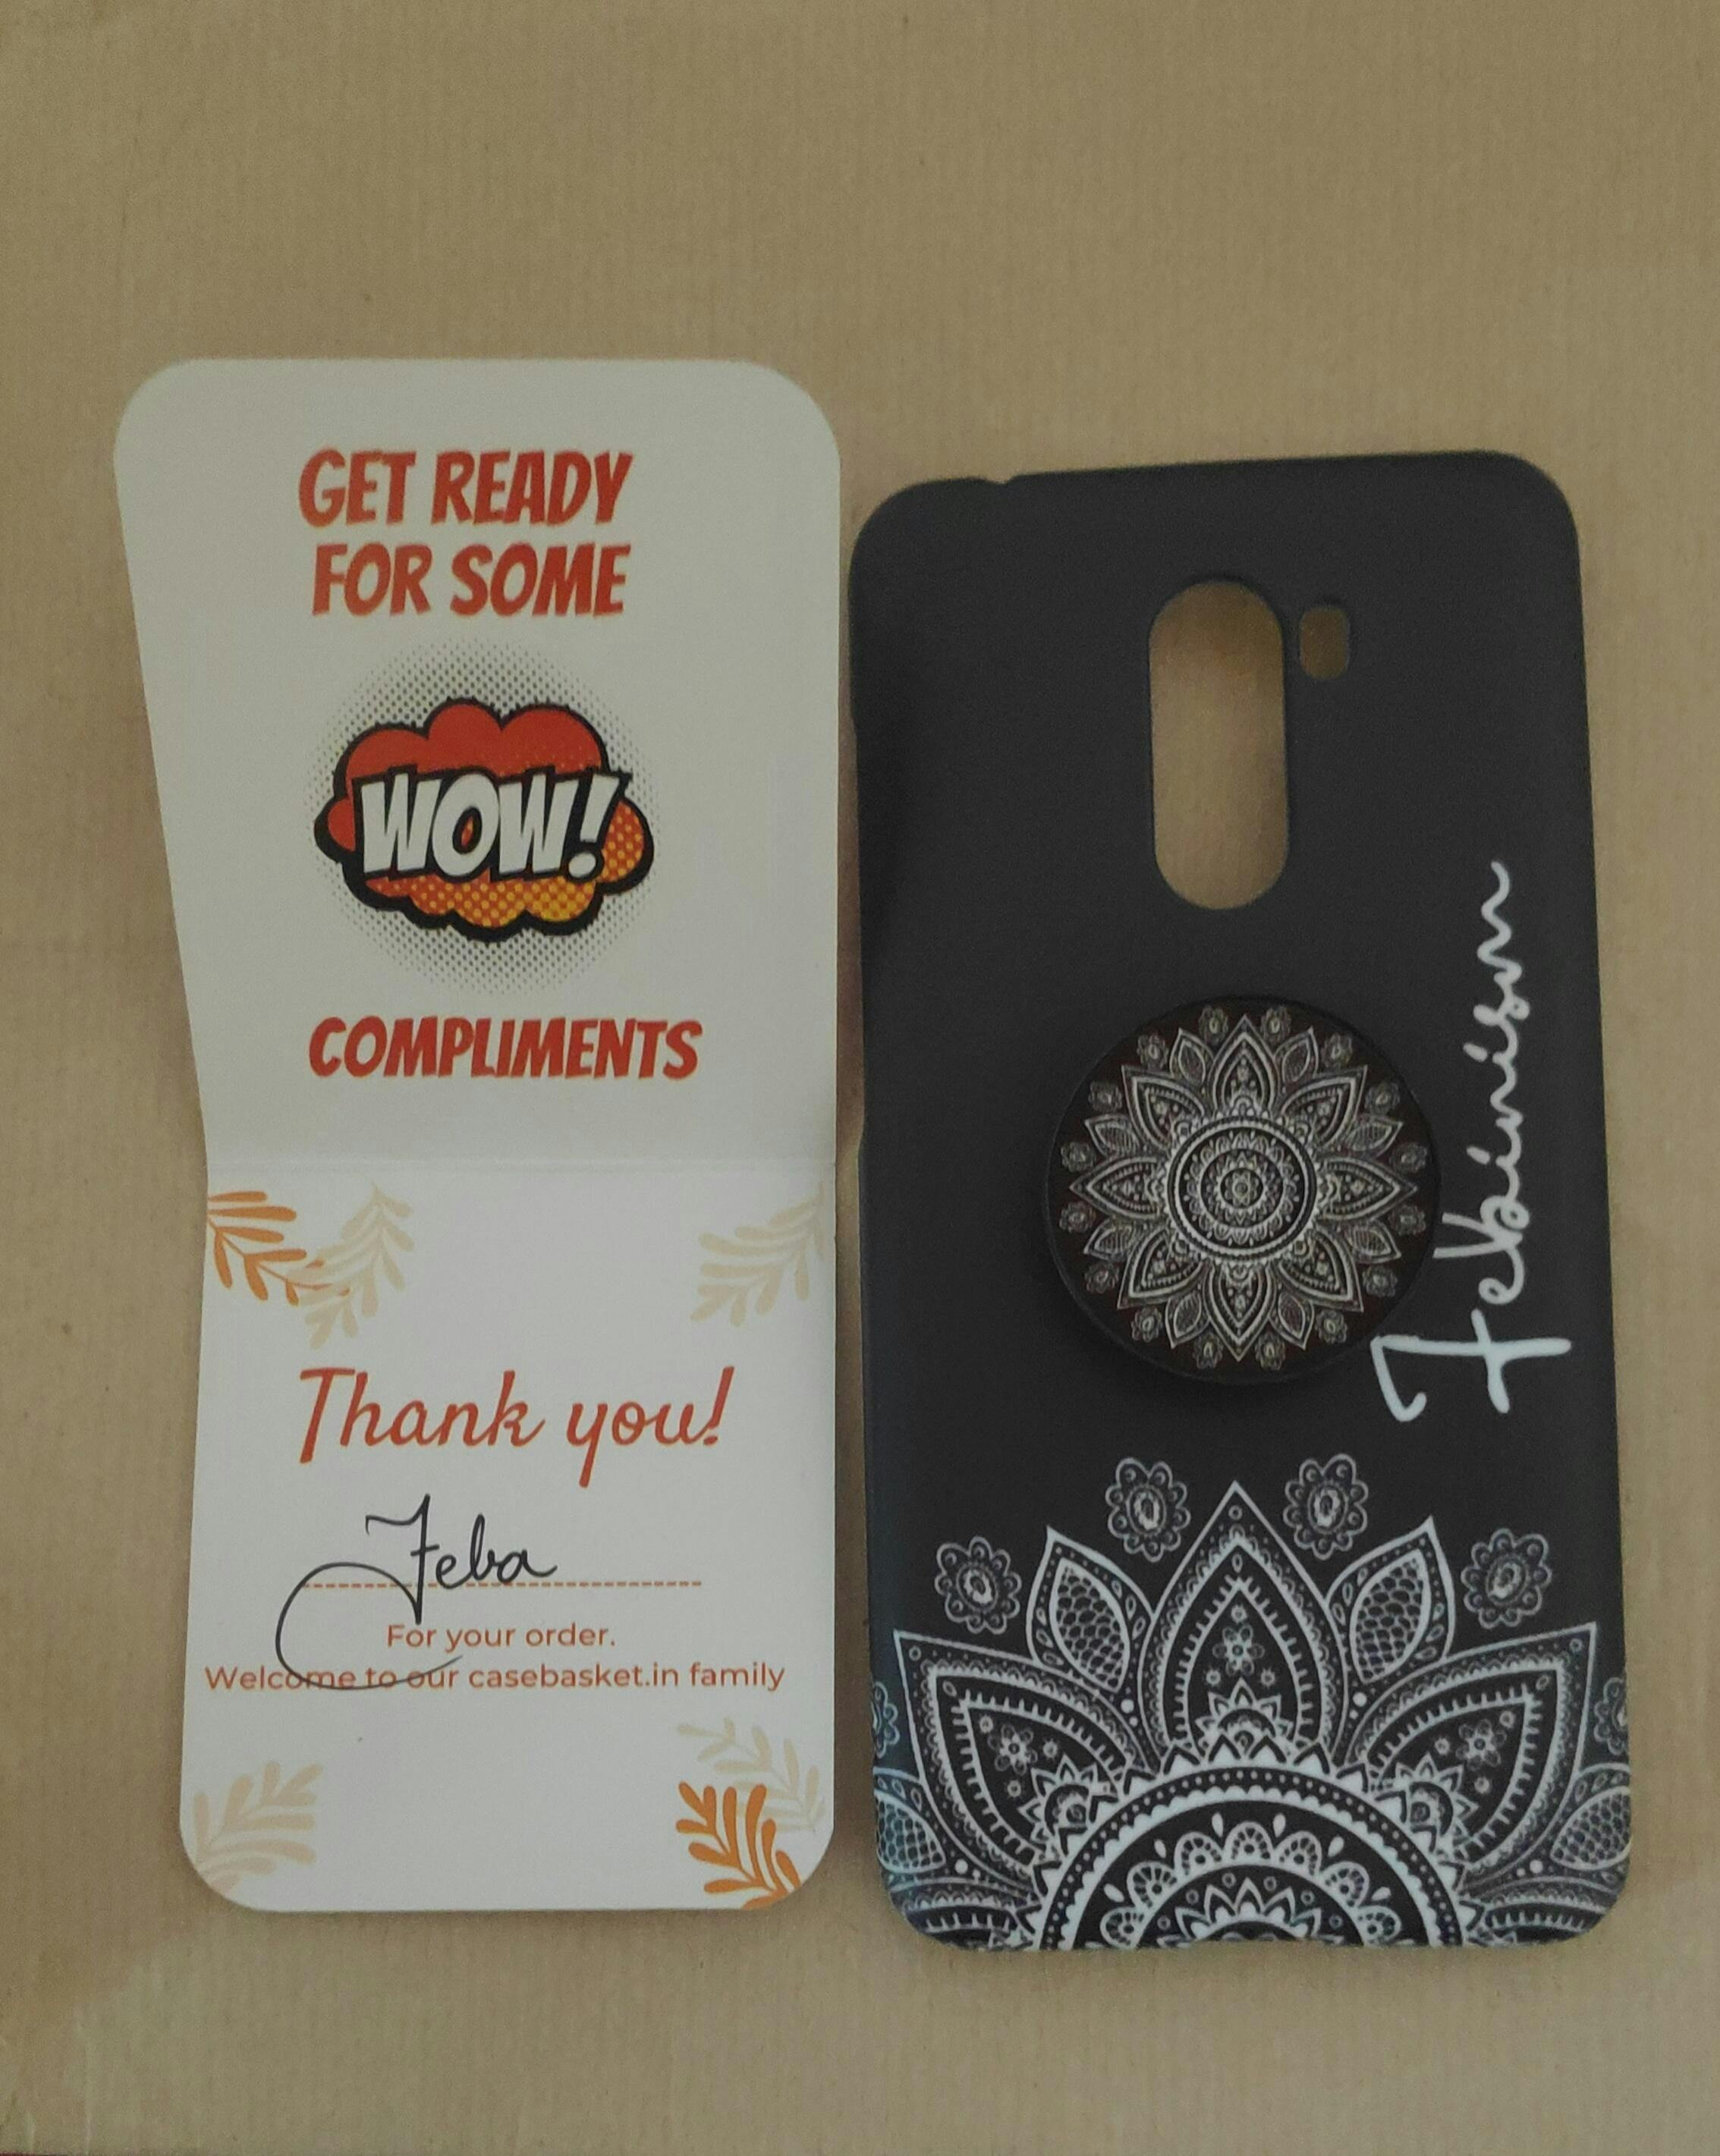 GET READY
FOR SOME
WOW!
COMPLIMENTS
Thank you!
Feba
For your order.
Welcome to our casebasket.in family
Febinism